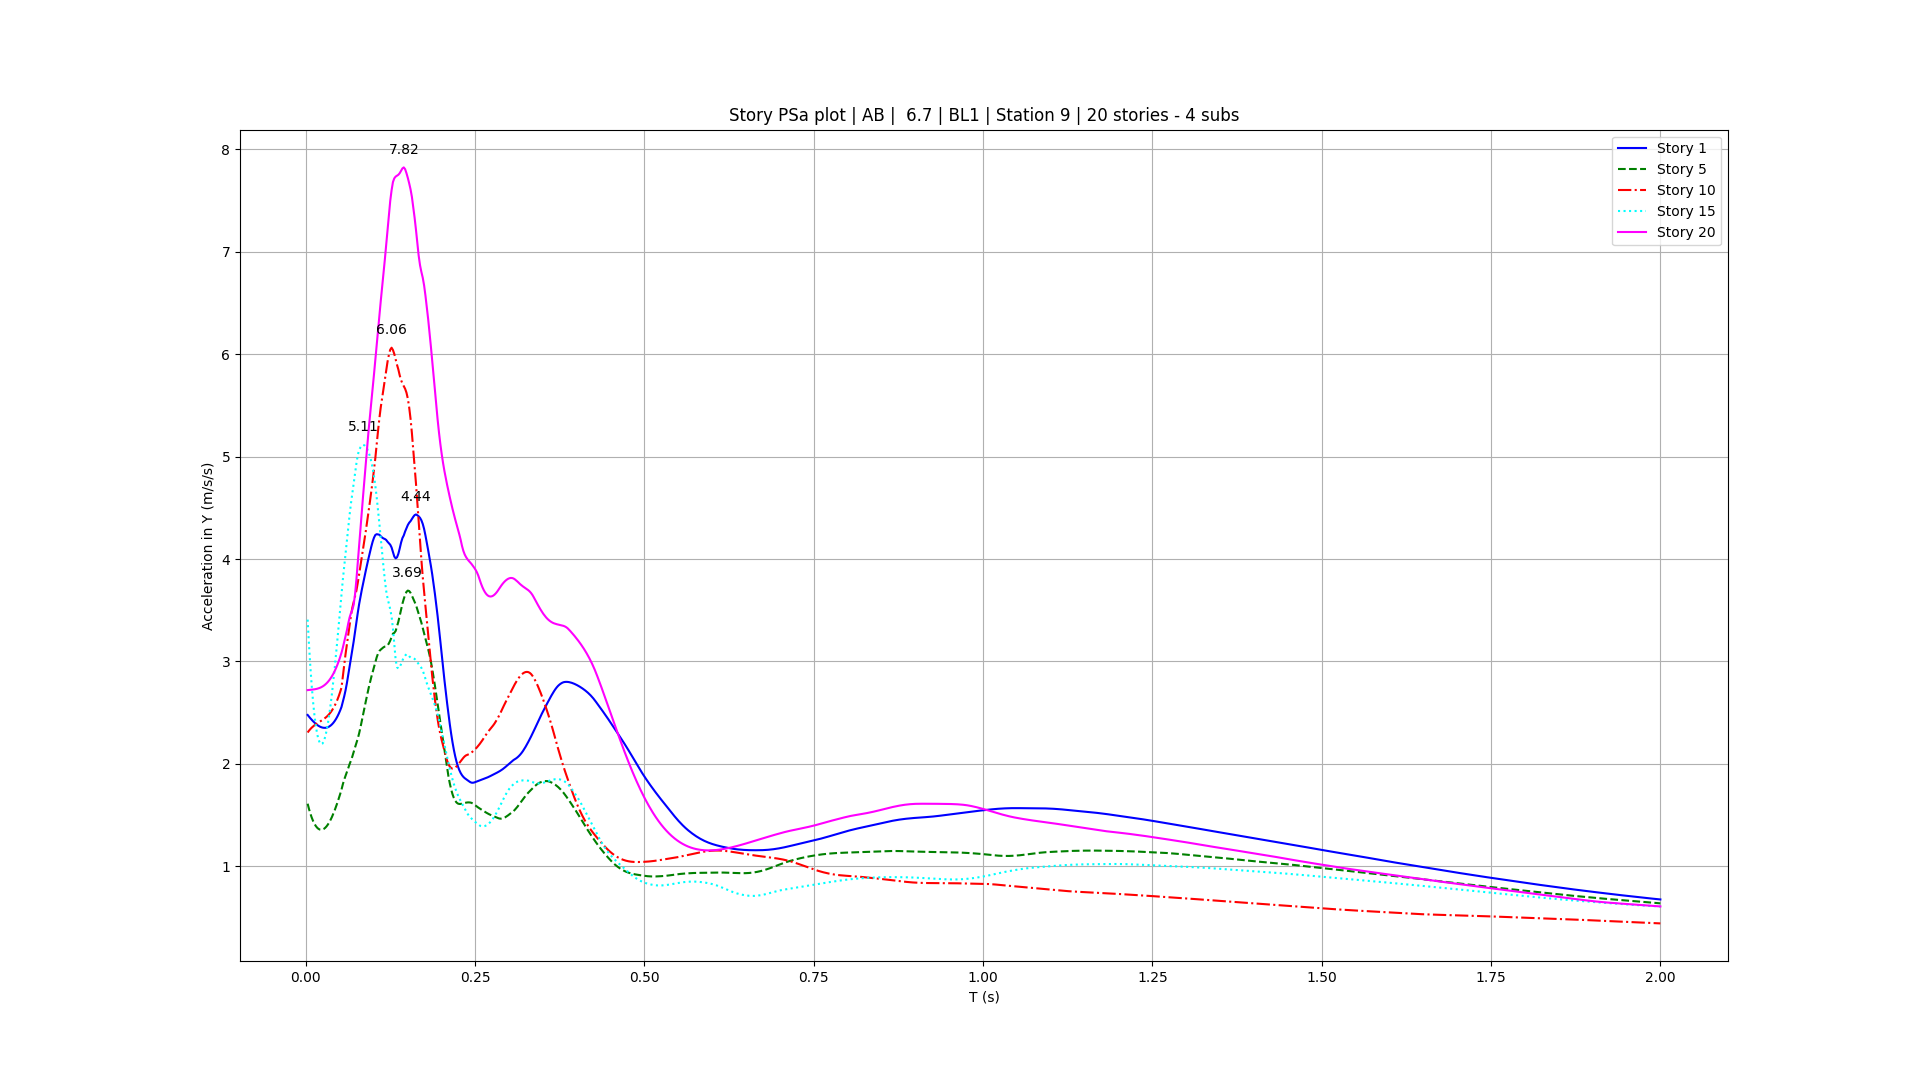 Story PSa plot | AB |  6.7 | BL1 | Station 9 | 20 stories - 4 subs
Story 1
Story 5
Story 10
Story 15
Story 20
7.82
6.06
5.11
4.44
3.69
Acceleration in Y (m/s/s)
8
7
6
5
4
3
2
1
0.00 0.25 0.50 0.75 1.00 1.25 1.50 1.75 2.00
T (s)